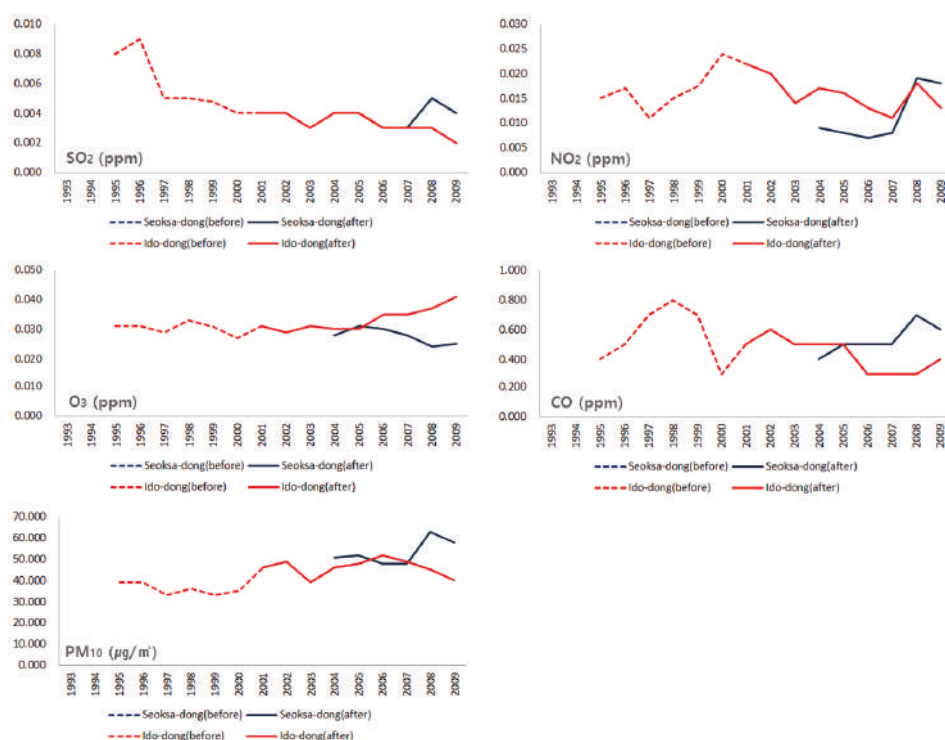 0.010
0.008
0.006
0.004
0.002
0.000
SO2 (ppm)
1993 1994 1995 1996 1997 1998 1999 2000 2001 2002 2003 2004 2005 2006 2007 2008 2009
Seoksa-dong(before) Seoksa-dong(after)
Ido-dong(before) Ido-dong(after)
0.030
0.025
0.020
0.015
0.010
0.005
0.000
NO2 (ppm)
1993 1994 1995 1996 1997 1998 1999 2000 2001 2002 2003 2004 2005 2006 2007 2008 2009
Seoksa-dong(before) Seoksa-dong(after)
Ido-dong(before) Ido-dong(after)
0.050
0.040
0.030
0.020
0.010
0.000
O3 (ppm)
1993 1994 1995 1996 1997 1998 1999 2000 2001 2002 2003 2004 2005 2006 2007 2008 2009
Seoksa-dong(before) Seoksa-dong(after)
Ido-dong(before) Ido-dong(after)
1.000
0.800
0.600
0.400
0.200
0.000
CO (ppm)
1993 1994 1995 1996 1997 1998 1999 2000 2001 2002 2003 2004 2005 2006 2007 2008 2009
Seoksa-dong(before) Seoksa-dong(after)
Ido-dong(before) Ido-dong(after)
70.000
60.000
50.000
40.000
30.000
20.000
10.000
0.000
PM10 (µg/㎥)
1993 1994 1995 1996 1997 1998 1999 2000 2001 2002 2003 2004 2005 2006 2007 2008 2009
Seoksa-dong(before) Seoksa-dong(after)
Ido-dong(before) Ido-dong(after)